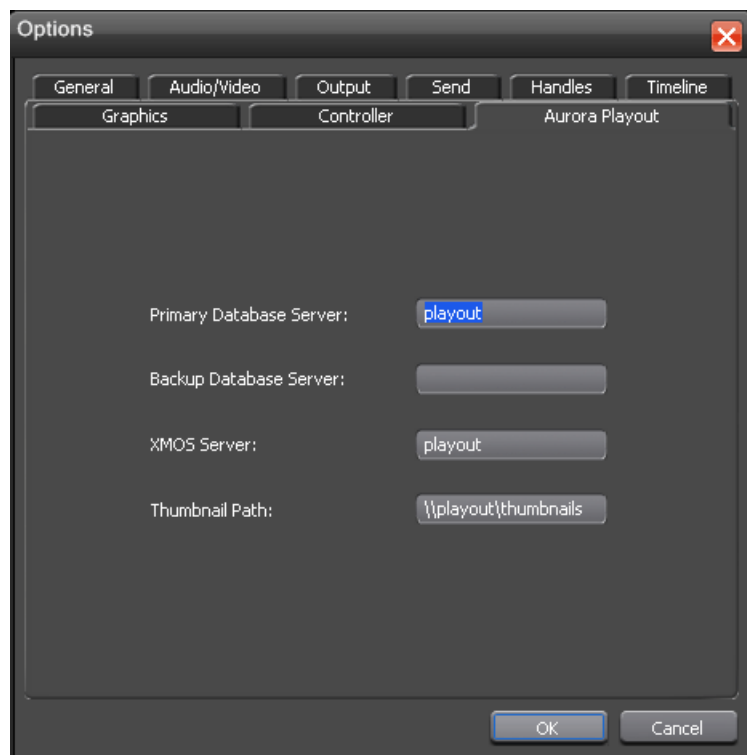 Options
General Audio/Video Output Send Handles Timeline
Graphics Controller Aurora Playout
Primary Database Server: playout
Backup Database Server:
XMOS Server: playout
Thumbnail Path: \\playout\thumbnails
OK Cancel